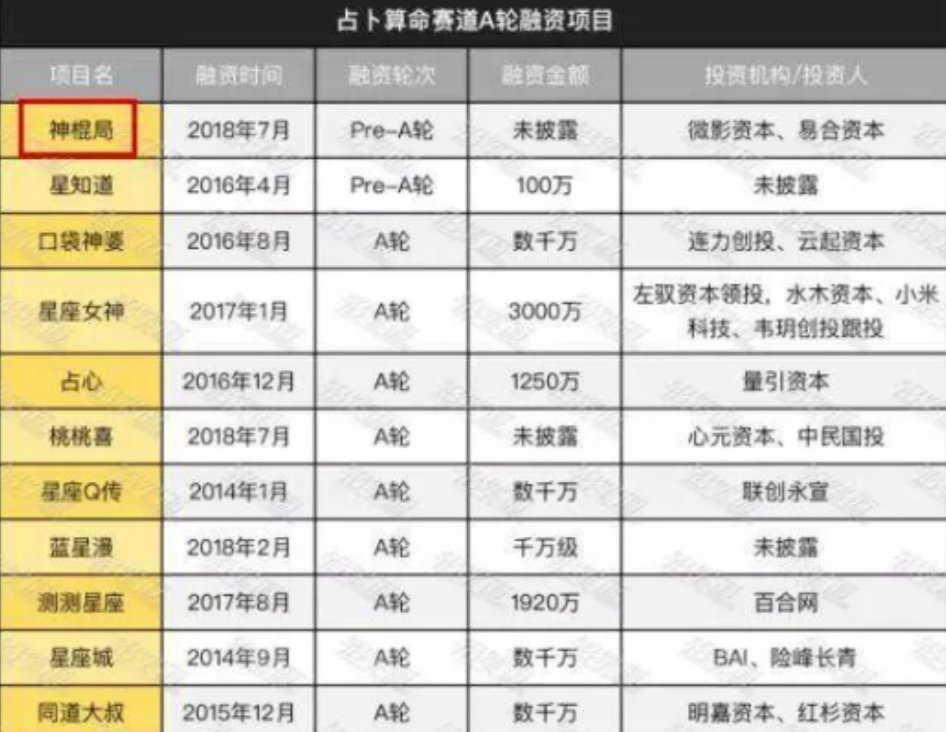 占卜算命赛道A轮融资项目
项目名 融资时间 融资轮次 融资金额 投资机构/投资人
神棍局 2018年7月 Pre-A轮 未披露 微影资本、易合资本
星知道 2016年4月 Pre-A轮 100万 未披露
口袋神婆 2016年8月 A轮 数千万 连力创投、云起资本
星座女神 2017年1月 A轮 3000万 左驭资本领投，水木资本、小米
科技、韦玥创投跟投
占心 2016年12月 A轮 1250万 量引资本
桃桃喜 2018年7月 A轮 未披露 心元资本、中民国投
星座Q传 2014年1月 A轮 数千万 联创永宣
蓝星漫 2018年2月 A轮 千万级 未披露
测测星座 2017年8月 A轮 1920万 百合网
星座城 2014年9月 A轮 数千万 BAI、险峰长青
同道大叔 2015年12月 A轮 数千万 明嘉资本、红杉资本